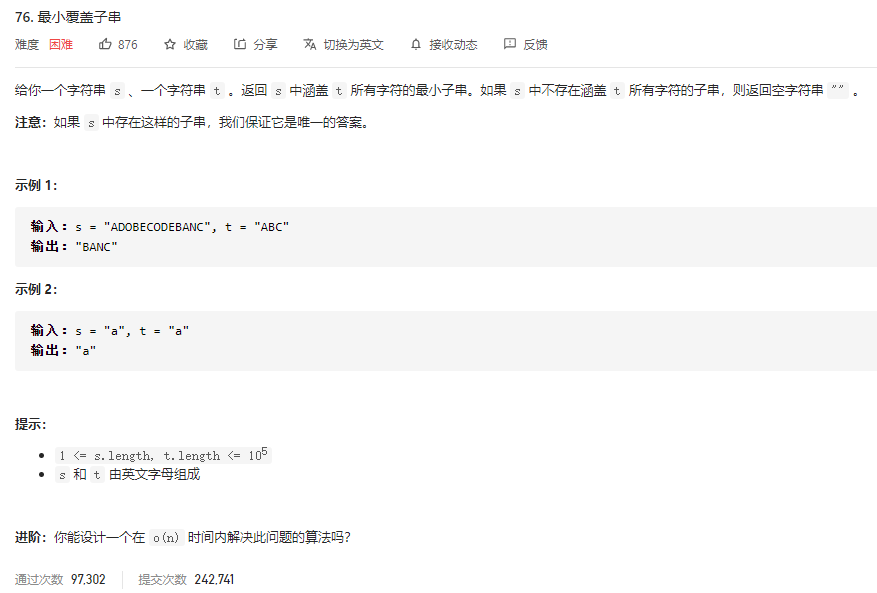 76. 最小覆盖子串
难度 困难 876 收藏 分享 切换为英文 接收动态 反馈
给你一个字符串 s 、一个字符串 t 。返回 s 中涵盖 t 所有字符的最小子串。如果 s 中不存在涵盖 t 所有字符的子串，则返回空字符串 "" 。
注意：如果 s 中存在这样的子串，我们保证它是唯一的答案。
示例 1：
输入：s = "ADOBECODEBANC", t = "ABC"
输出："BANC"
示例 2：
输入：s = "a", t = "a"
输出："a"
提示：
1 <= s.length, t.length <= 10^5
s 和 t 由英文字母组成
进阶：你能设计一个在 o(n) 时间内解决此问题的算法吗？
通过次数 97,302 提交次数 242,741